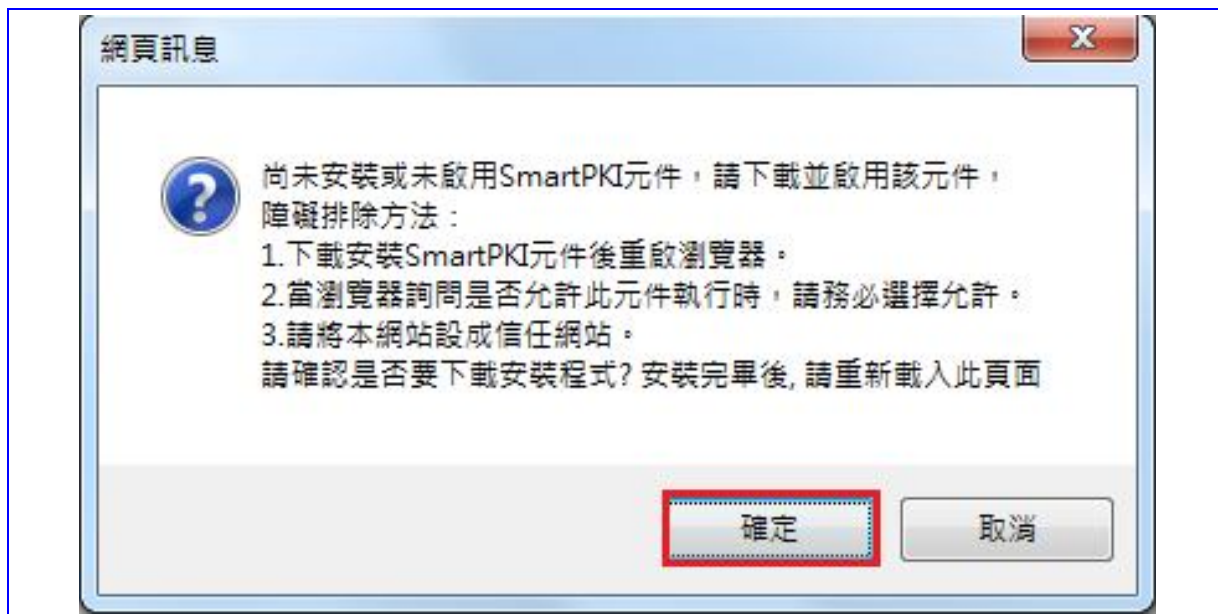 網頁訊息
尚未安裝或未啟用SmartPKI元件，請下載並啟用該元件，
障礙排除方法：
1.下載安裝SmartPKI元件後重啟瀏覽器。
2.當瀏覽器詢問是否允許此元件執行時，請務必選擇允許。
3.請將本網站設成信任網站。
請確認是否要下載安裝程式? 安裝完畢後, 請重新載入此頁面
確定
取消